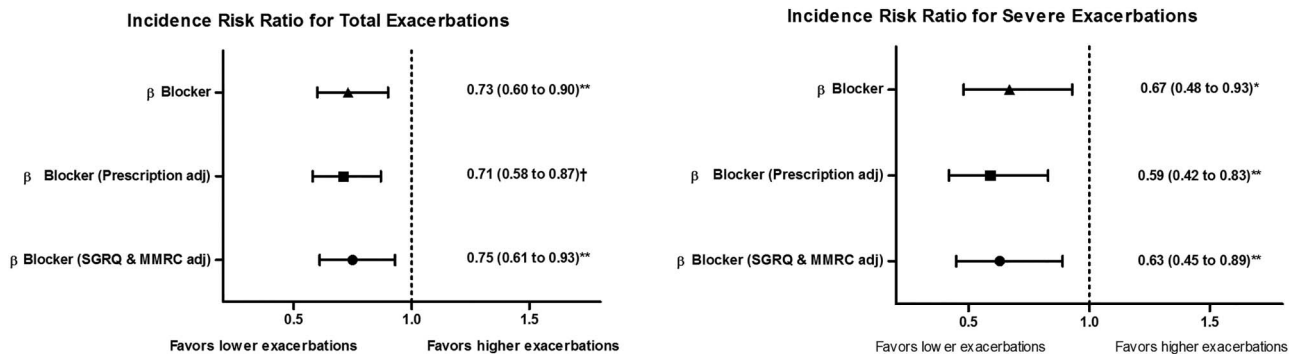 Incidence Risk Ratio for Total Exacerbations
β Blocker
0.73 (0.60 to 0.90)**
β Blocker (Prescription adj)
0.71 (0.58 to 0.87)†
β Blocker (SGRQ & MMRC adj)
0.75 (0.61 to 0.93)**
0.5 1.0 1.5
Favors lower exacerbations Favors higher exacerbations
Incidence Risk Ratio for Severe Exacerbations
β Blocker
0.67 (0.48 to 0.93)*
β Blocker (Prescription adj)
0.59 (0.42 to 0.83)**
β Blocker (SGRQ & MMRC adj)
0.63 (0.45 to 0.89)**
0.5 1.0 1.5
Favors lower exacerbations Favors higher exacerbations